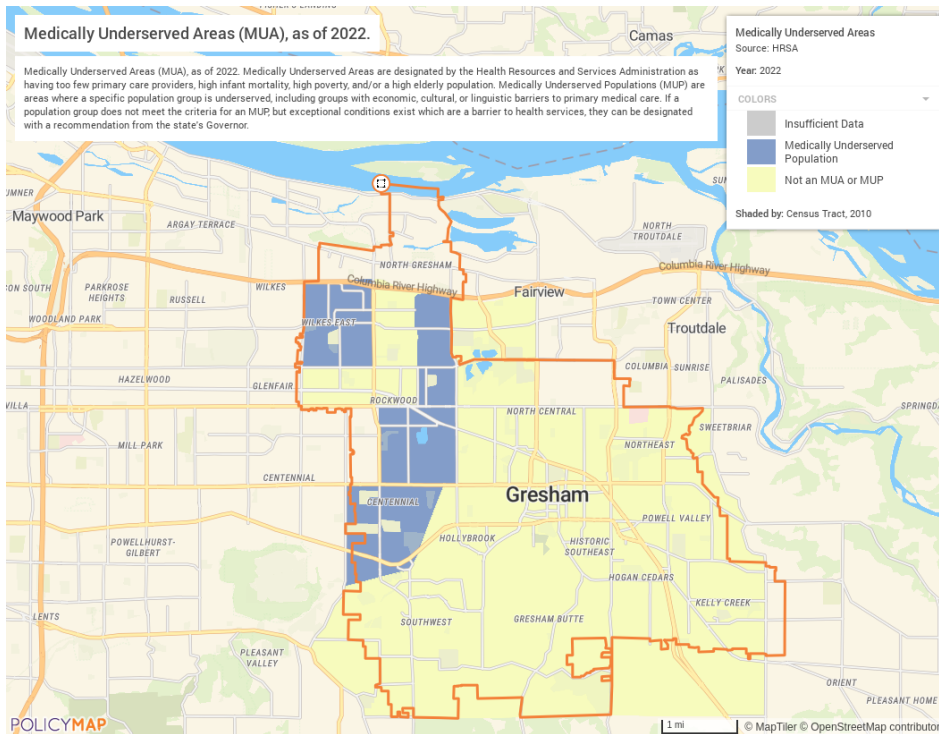 Medically Underserved Areas (MUA), as of 2022.
Medically Underserved Areas (MUA), as of 2022. Medically Underserved Areas are designated by the Health Resources and Services Administration as
having too few primary care providers, high infant mortality, high poverty, and/or a high elderly population. Medically Underserved Populations (MUP) are
areas where a specific population group is underserved, including groups with economic, cultural, or linguistic barriers to primary medical care. If a
population group does not meet the criteria for an MUP, but exceptional conditions exist which are a barrier to health services, they can be designated
with a recommendation from the state's Governor.
Medically Underserved Areas
Source: HRSA
Year: 2022
COLORS
Insufficient Data
Medically Underserved
Population
Not an MUA or MUP
Shaded by: Census Tract, 2010
Camas
UMNER
Maywood Park
ARGAY TERRACE
NORTH
TROUTDALE
NORTH GRESHAM
Columbia River Highway
Columbia River Highway
SON SOUTH
PARKROSE
HEIGHTS
RUSSELL
WILKES
Fairview
TOWN CENTER
WOODLAND PARK
WILKES EAST
Troutdale
HAZELWOOD
GLENFAIR
COLUMBIA
SUNRISE
PALISADES
VILLA
ROCKWOOD
NORTH CENTRAL
SPRINGDA
MILL PARK
SWEETBRIAR
NORTHEAST
CENTENNIAL
CENTENNIAL
Gresham
POWELL VALLEY
POWELLHURST-
GILBERT
HOLLYBROOK
HISTORIC
SOUTHEAST
HOGAN CEDARS
KELLY CREEK
LENTS
SOUTHWEST
GRESHAM BUTTE
PLEASANT
VALLEY
ORIENT
PLEASANT HOME
POLICYMAP
1 mi
© MapTiler © OpenStreetMap contributor